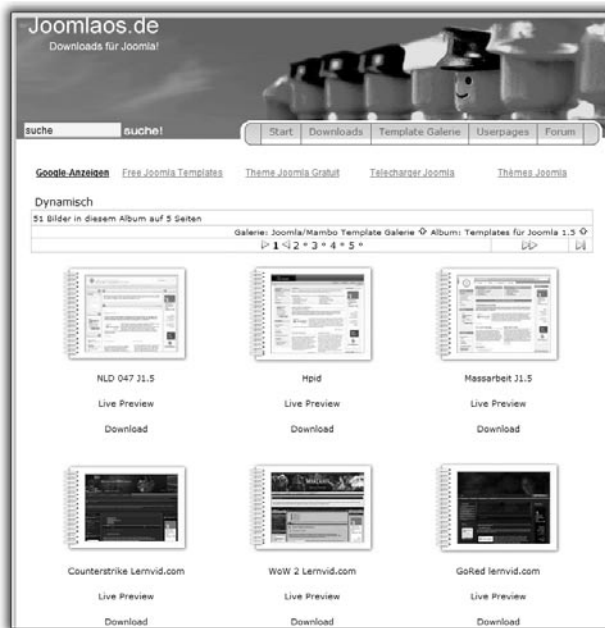 Joomlaos.de
Downloads für Joomla!
suche suche!
Start Downloads Template Galerie Userpages Forum
Google-Anzeigen Free Joomla Templates Theme Joomla Gratuit Telecharger Joomla Thèmes Joomla
Dynamisch
51 Bilder in diesem Album auf 5 Seiten
Galerie: Joomla/Mambo Template Galerie Album: Templates für Joomla 1.5
1 2 3 4 5
NLD 047 J1.5 Hpid Massarbeit J1.5
Live Preview Live Preview Live Preview
Download Download Download
Counterstrike Lernvid.com WoW 2 Lernvid.com GoRed lernvid.com
Live Preview Live Preview Live Preview
Download Download Download